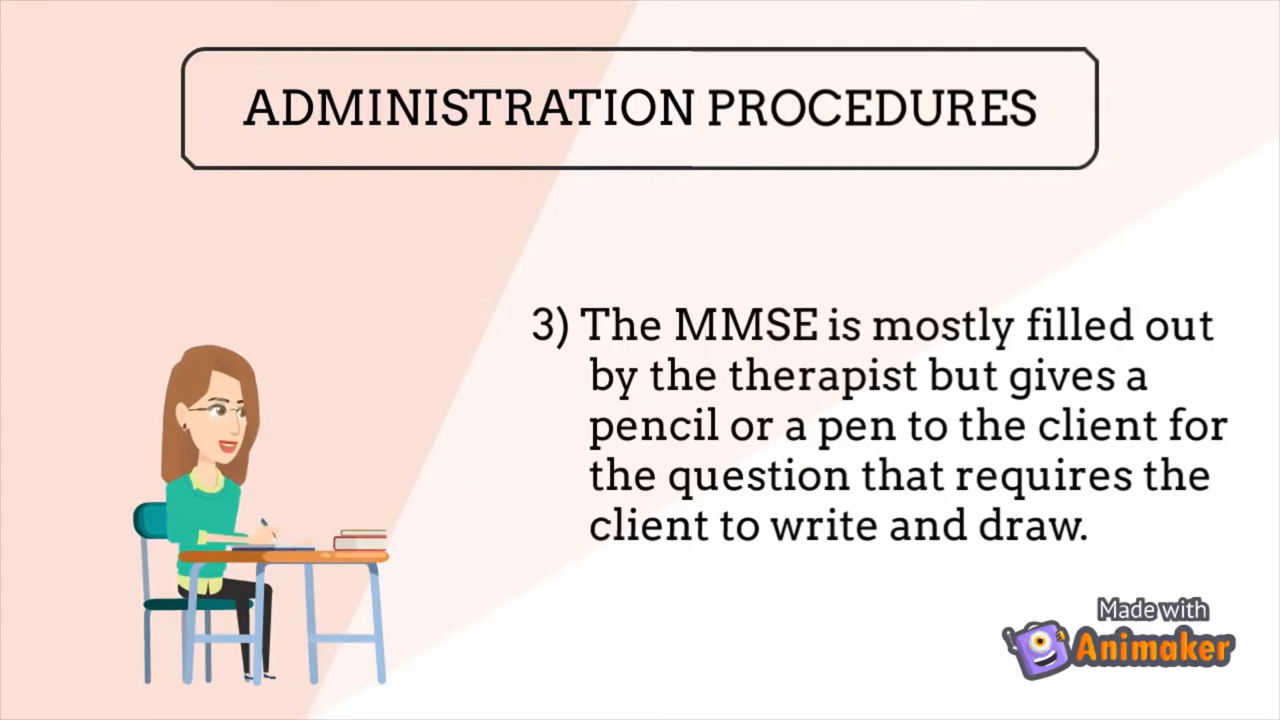 ADMINISTRATION PROCEDURES
3) The MMSE is mostly filled out
by the therapist but gives a
pencil or a pen to the client for
the question that requires the
client to write and draw.
Made with
Animaker